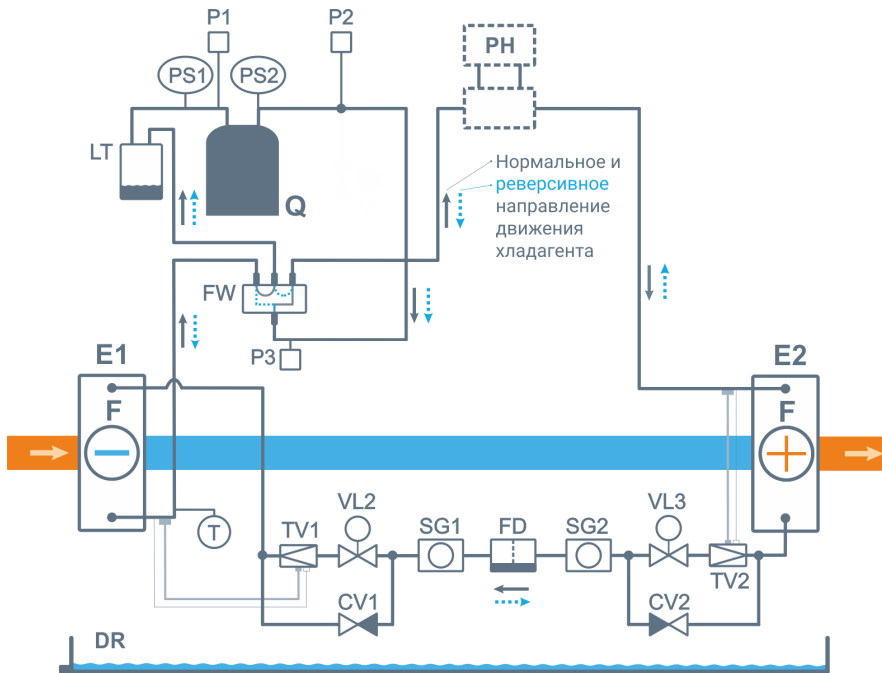 P1
P2
PH
PS1
PS2
LT
Q
Нормальное и
реверсивное
направление
движения
хладагента
FW
P3
E1
E2
F
F
T
TV1
VL2
SG1
FD
SG2
VL3
TV2
CV1
CV2
DR